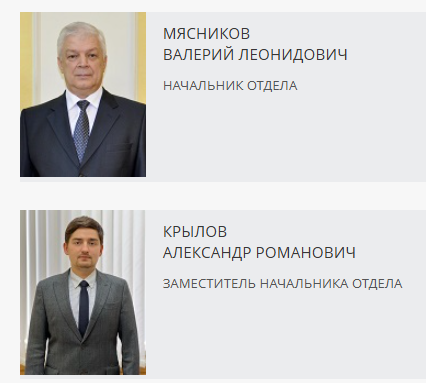 МЯСНИКОВ
ВАЛЕРИЙ ЛЕОНИДОВИЧ
НАЧАЛЬНИК ОТДЕЛА
КРЫЛОВ
АЛЕКСАНДР РОМАНОВИЧ
ЗАМЕСТИТЕЛЬ НАЧАЛЬНИКА ОТДЕЛА